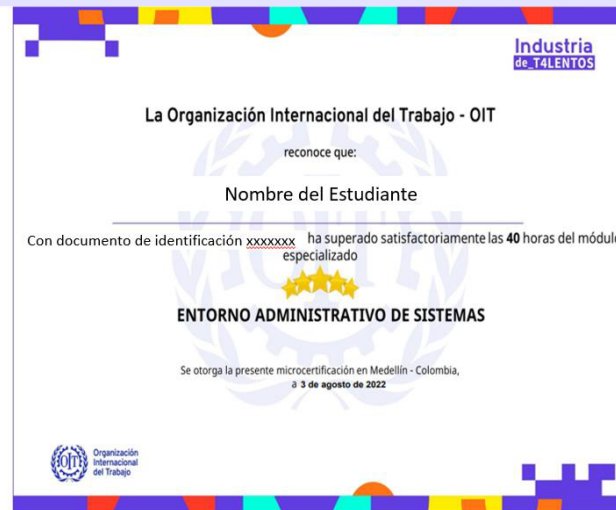 Industria
de_T4LENTOS
La Organización Internacional del Trabajo - OIT
reconoce que:
Nombre del Estudiante
Con documento de identificación xxxxxxx ha superado satisfactoriamente las 40 horas del módulo
especializado
ENTORNO ADMINISTRATIVO DE SISTEMAS
Se otorga la presente microcertificación en Medellín - Colombia,
a 3 de agosto de 2022
OIT
Organización
Internacional
del Trabajo